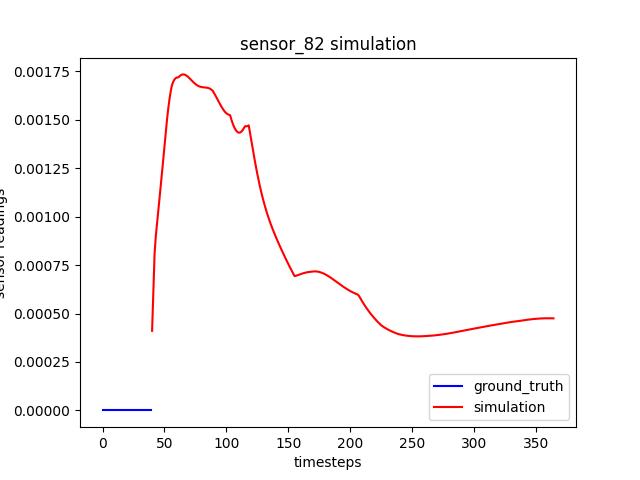 sensor_82 simulation
0.00175
0.00150
0.00125
0.00100
0.00075
0.00050
0.00025
0.00000
sensor readings
0 50 100 150 200 250 300 350
timesteps
ground_truth
simulation